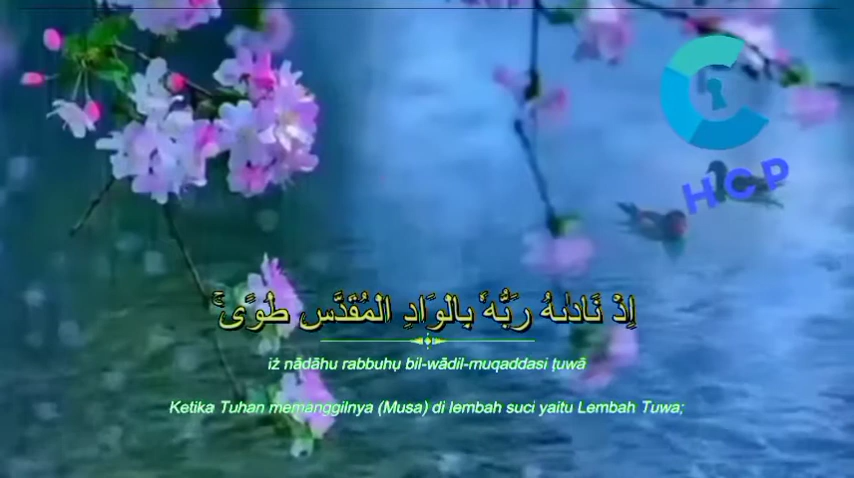 HCP
اِذْ نَادٰىهُ رَبُّهٗ بِالْوَادِ الْمُقَدَّسِ طُوًىۚ
iż nādāhu rabbuhụ bil-wādil-muqaddasi ṭuwā
Ketika Tuhan memanggilnya (Musa) di lembah suci yaitu Lembah Tuwa;